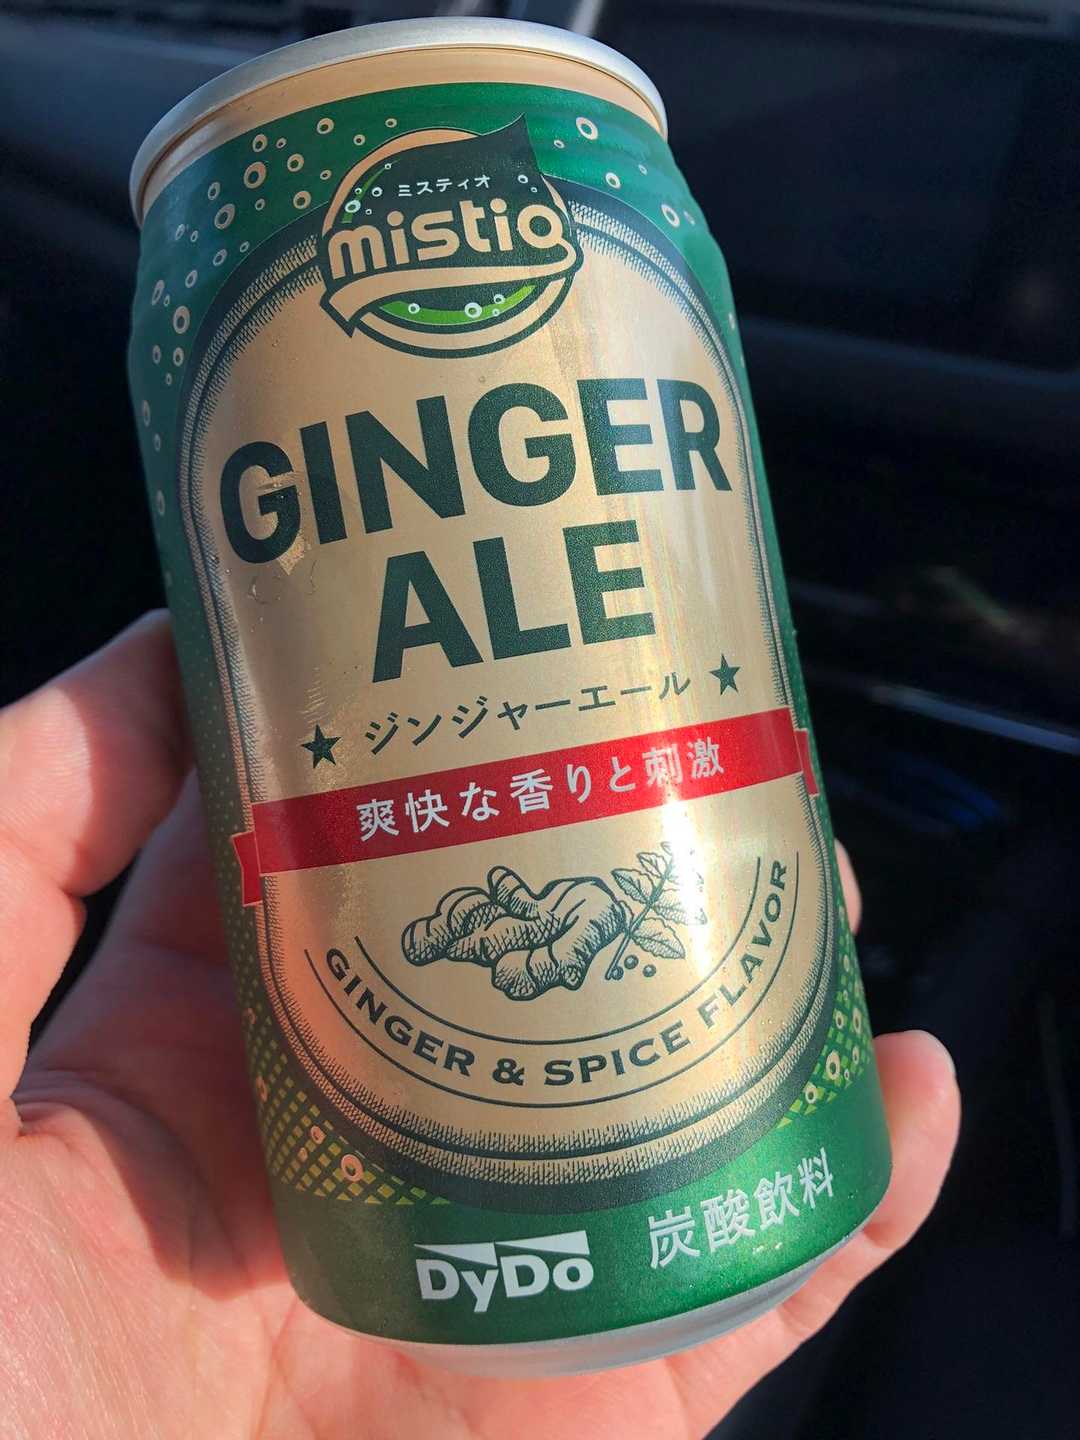 ミスティオ
mistio
GINGER
ALE
★ ジンジャーエール ★
爽快な香りと刺激
GINGER & SPICE FLAVOR
DyDo
炭酸飲料